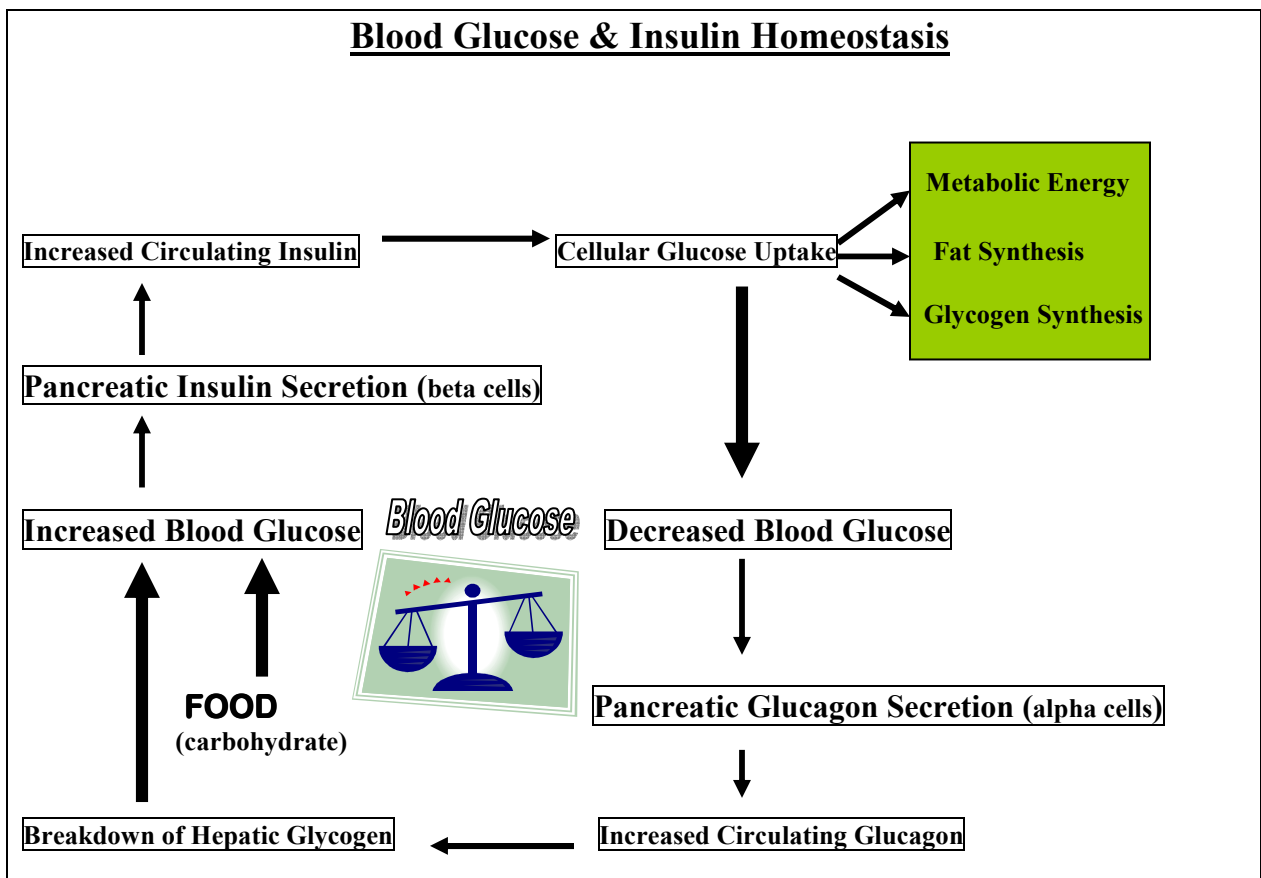 Blood Glucose & Insulin Homeostasis
Metabolic Energy
Increased Circulating Insulin
Cellular Glucose Uptake
Fat Synthesis
Glycogen Synthesis
Pancreatic Insulin Secretion (beta cells)
Increased Blood Glucose
Blood Glucose
Decreased Blood Glucose
FOOD
(carbohydrate)
Pancreatic Glucagon Secretion (alpha cells)
Breakdown of Hepatic Glycogen
Increased Circulating Glucagon